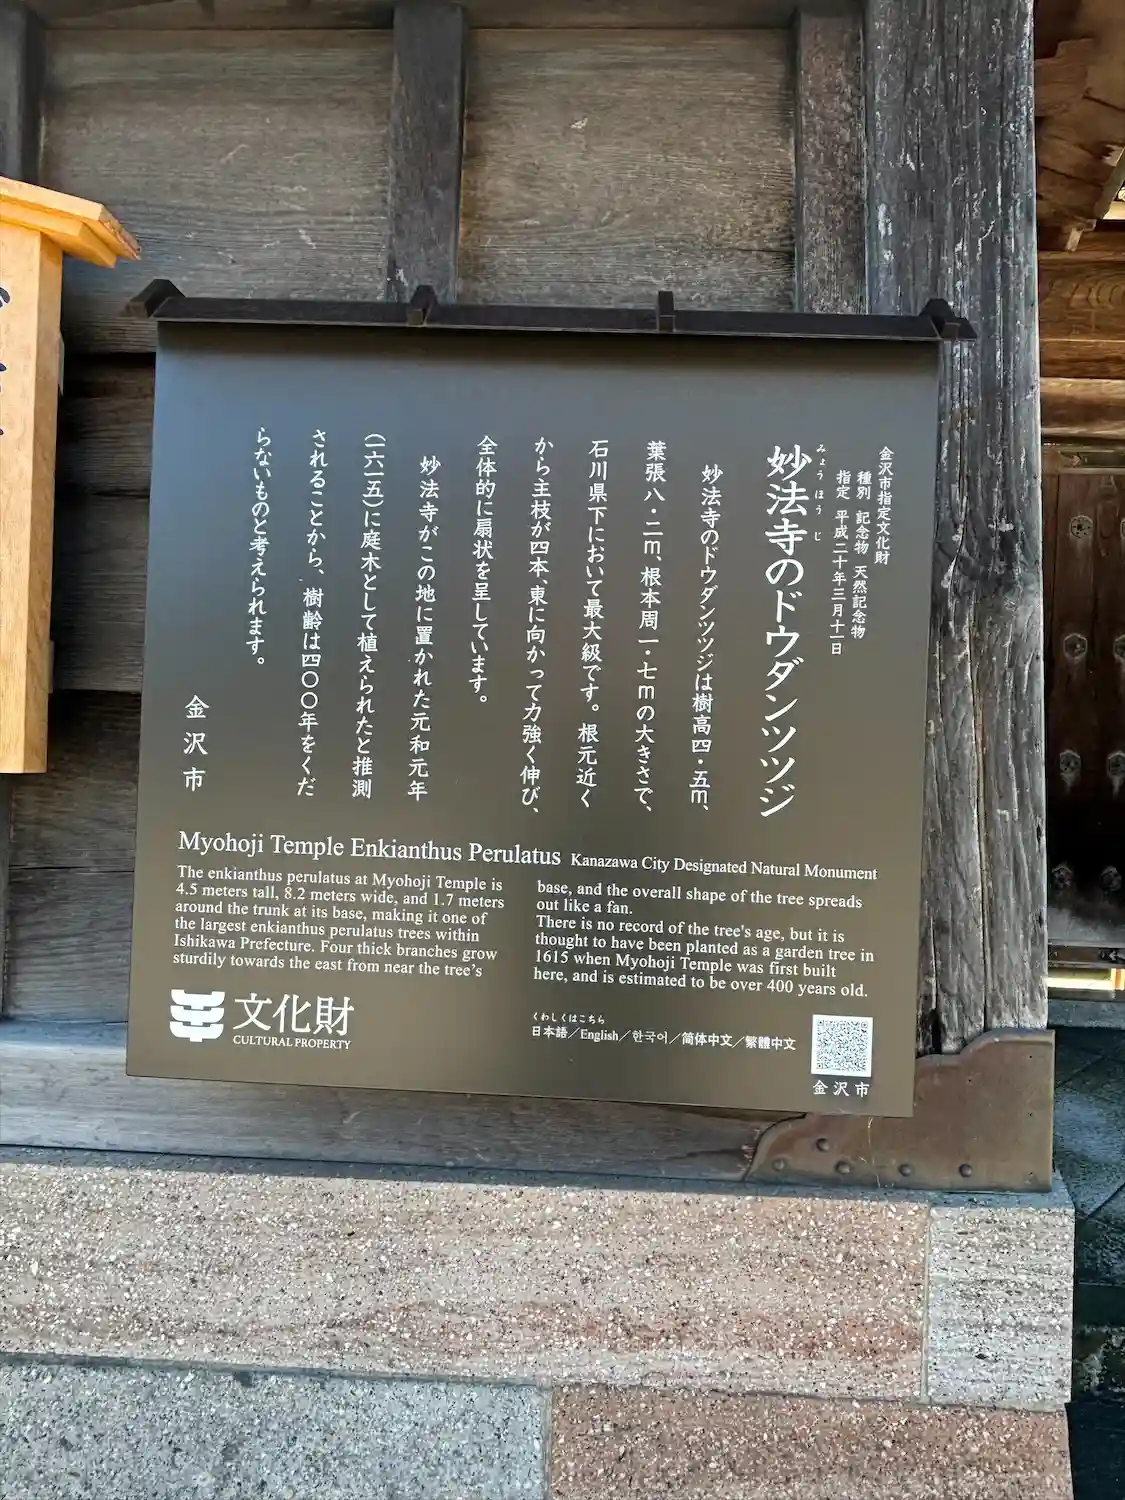 金沢市指定文化財
種別 記念物 天然記念物
指定 平成二十年三月十一日
みょうほうじ
妙法寺のドウダンツツジ
妙法寺のドウダンツツジは樹高四・五m、
葉張八・二m、根本周一・七mの大きさで、
石川県下において最大級です。根元近く
から主枝が四本、東に向かって力強く伸び、
全体的に扇状を呈しています。
妙法寺がこの地に置かれた元和元年
(一六一五)に庭木として植えられたと推測
されることから、樹齢は四〇〇年をくだ
らないものと考えられます。
金沢市
Myohoji Temple Enkianthus Perulatus Kanazawa City Designated Natural Monument
The enkianthus perulatus at Myohoji Temple is
4.5 meters tall, 8.2 meters wide, and 1.7 meters
around the trunk at its base, making it one of
the largest enkianthus perulatus trees within
Ishikawa Prefecture. Four thick branches grow
sturdily towards the east from near the tree's
base, and the overall shape of the tree spreads
out like a fan.
There is no record of the tree's age, but it is
thought to have been planted as a garden tree in
1615 when Myohoji Temple was first built
here, and is estimated to be over 400 years old.
文化財
CULTURAL PROPERTY
くわしくはこちら
日本語／English／한국어／简体中文／繁體中文
金沢市